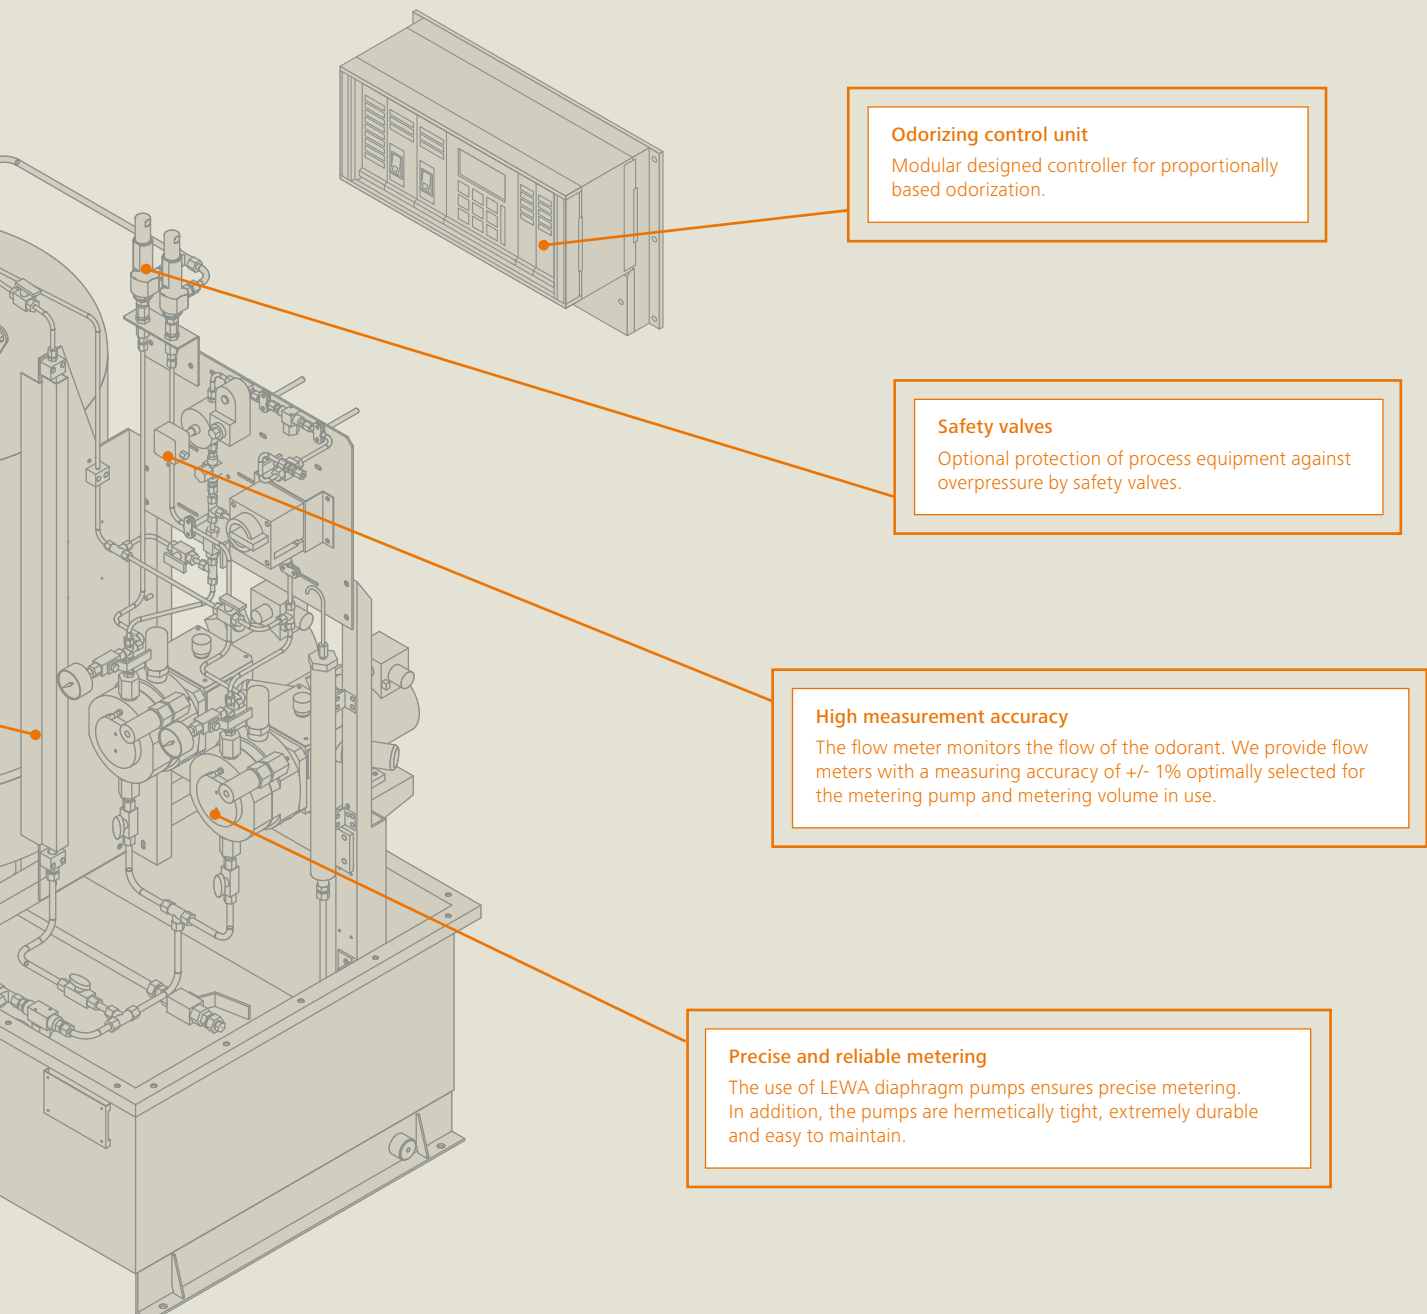 Odorizing control unit
Modular designed controller for proportionally
based odorization.
Safety valves
Optional protection of process equipment against
overpressure by safety valves.
High measurement accuracy
The flow meter monitors the flow of the odorant. We provide flow
meters with a measuring accuracy of +/- 1% optimally selected for
the metering pump and metering volume in use.
Precise and reliable metering
The use of LEWA diaphragm pumps ensures precise metering.
In addition, the pumps are hermetically tight, extremely durable
and easy to maintain.